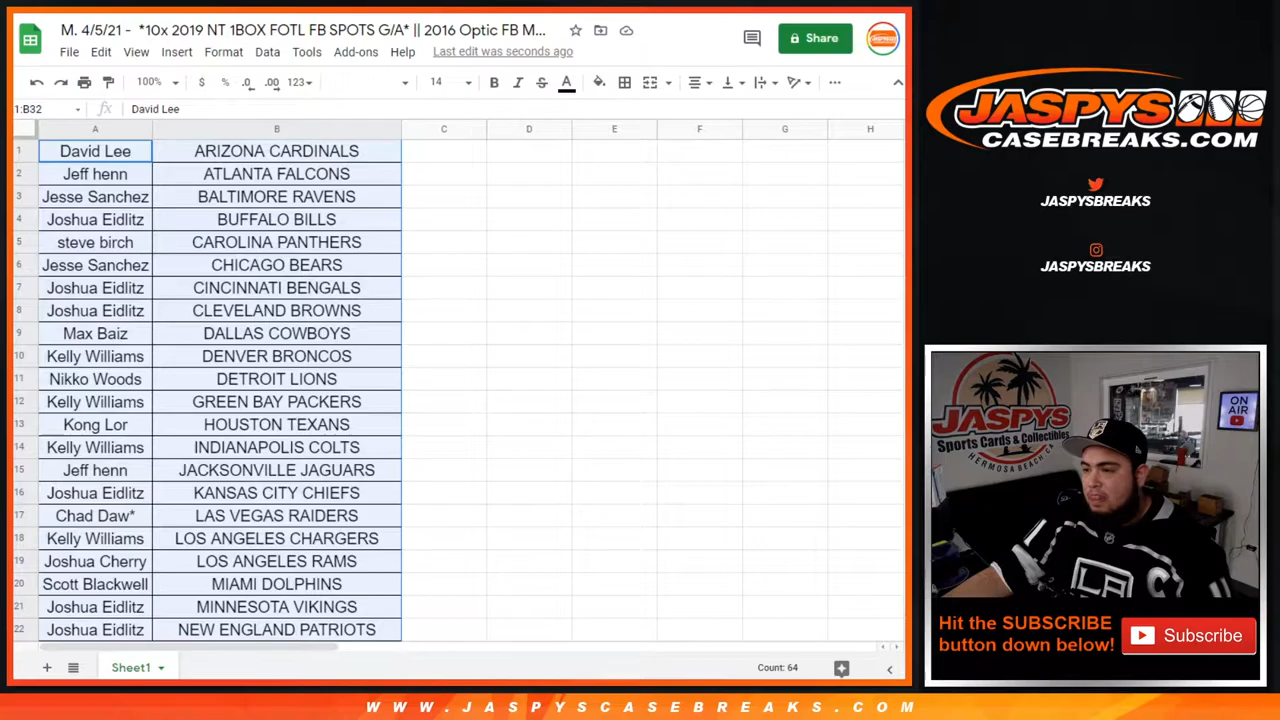 M. 4/5/21 - *10x 2019 NT 1BOX FOTL FB SPOTS G/A* || 2016 Optic FB M...
Share
File Edit View Insert Format Data Tools Add-ons Help Last edit was seconds ago
100% $ % .0 .00 123 14 B I S A
1:B32 fx David Lee
A B C D E F G H
1 David Lee ARIZONA CARDINALS
2 Jeff henn ATLANTA FALCONS
3 Jesse Sanchez BALTIMORE RAVENS
4 Joshua Eidlitz BUFFALO BILLS
5 steve birch CAROLINA PANTHERS
6 Jesse Sanchez CHICAGO BEARS
7 Joshua Eidlitz CINCINNATI BENGALS
8 Joshua Eidlitz CLEVELAND BROWNS
9 Max Baiz DALLAS COWBOYS
10 Kelly Williams DENVER BRONCOS
11 Nikko Woods DETROIT LIONS
12 Kelly Williams GREEN BAY PACKERS
13 Kong Lor HOUSTON TEXANS
14 Kelly Williams INDIANAPOLIS COLTS
15 Jeff henn JACKSONVILLE JAGUARS
16 Joshua Eidlitz KANSAS CITY CHIEFS
17 Chad Daw* LAS VEGAS RAIDERS
18 Kelly Williams LOS ANGELES CHARGERS
19 Joshua Cherry LOS ANGELES RAMS
20 Scott Blackwell MIAMI DOLPHINS
21 Joshua Eidlitz MINNESOTA VIKINGS
22 Joshua Eidlitz NEW ENGLAND PATRIOTS
Sheet1 Count: 64
JASPYS
CASEBREAKS.COM
JASPYSBREAKS
JASPYSBREAKS
JASPYS
Sports Cards & Collectibles
HERMOSA BEACH CA
ON
AIR
LA
C
Hit the SUBSCRIBE
button down below!
Subscribe
WWW.JASPYSCASEBREAKS.COM